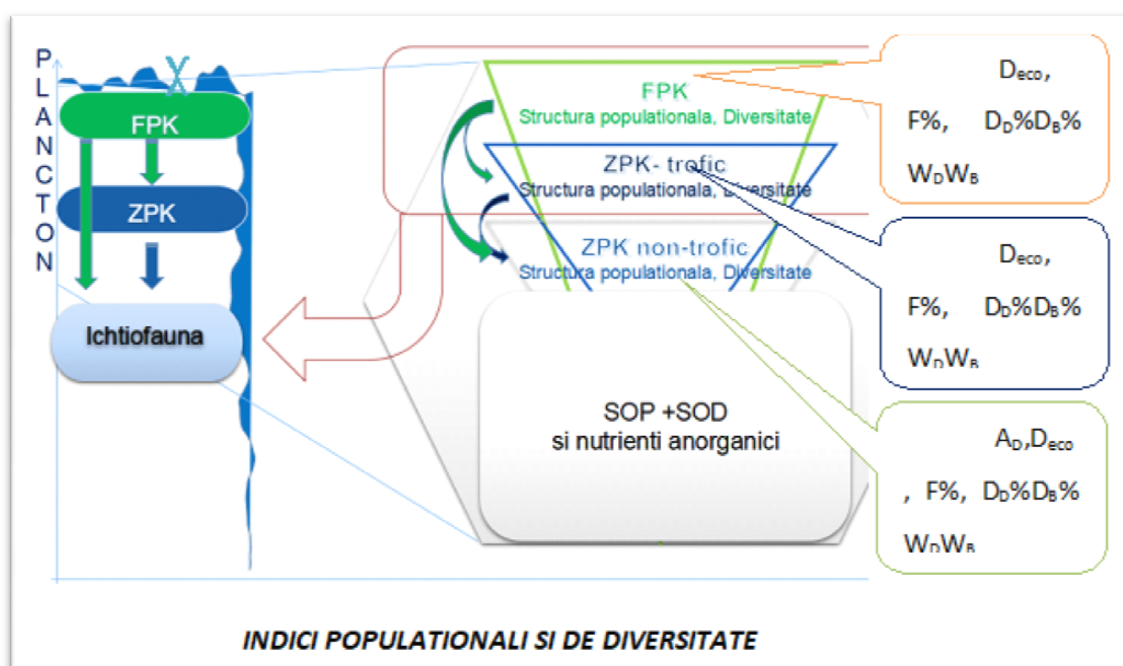 PLANCTON
FPK
ZPK
Ichtiofauna
FPK
Structura populationala, Diversitate
ZPK- trofic
Structura populationala, Diversitate
ZPK non-trofic
Structura populationala, Diversitate
SOP +SOD
si nutrienti anorganici
Deco,
F%, DD%DB%
WDWB
Deco,
F%, DD%DB%
WDWB
AD,Deco
, F%, DD%DB%
WDWB
INDICI POPULATIONALI SI DE DIVERSITATE